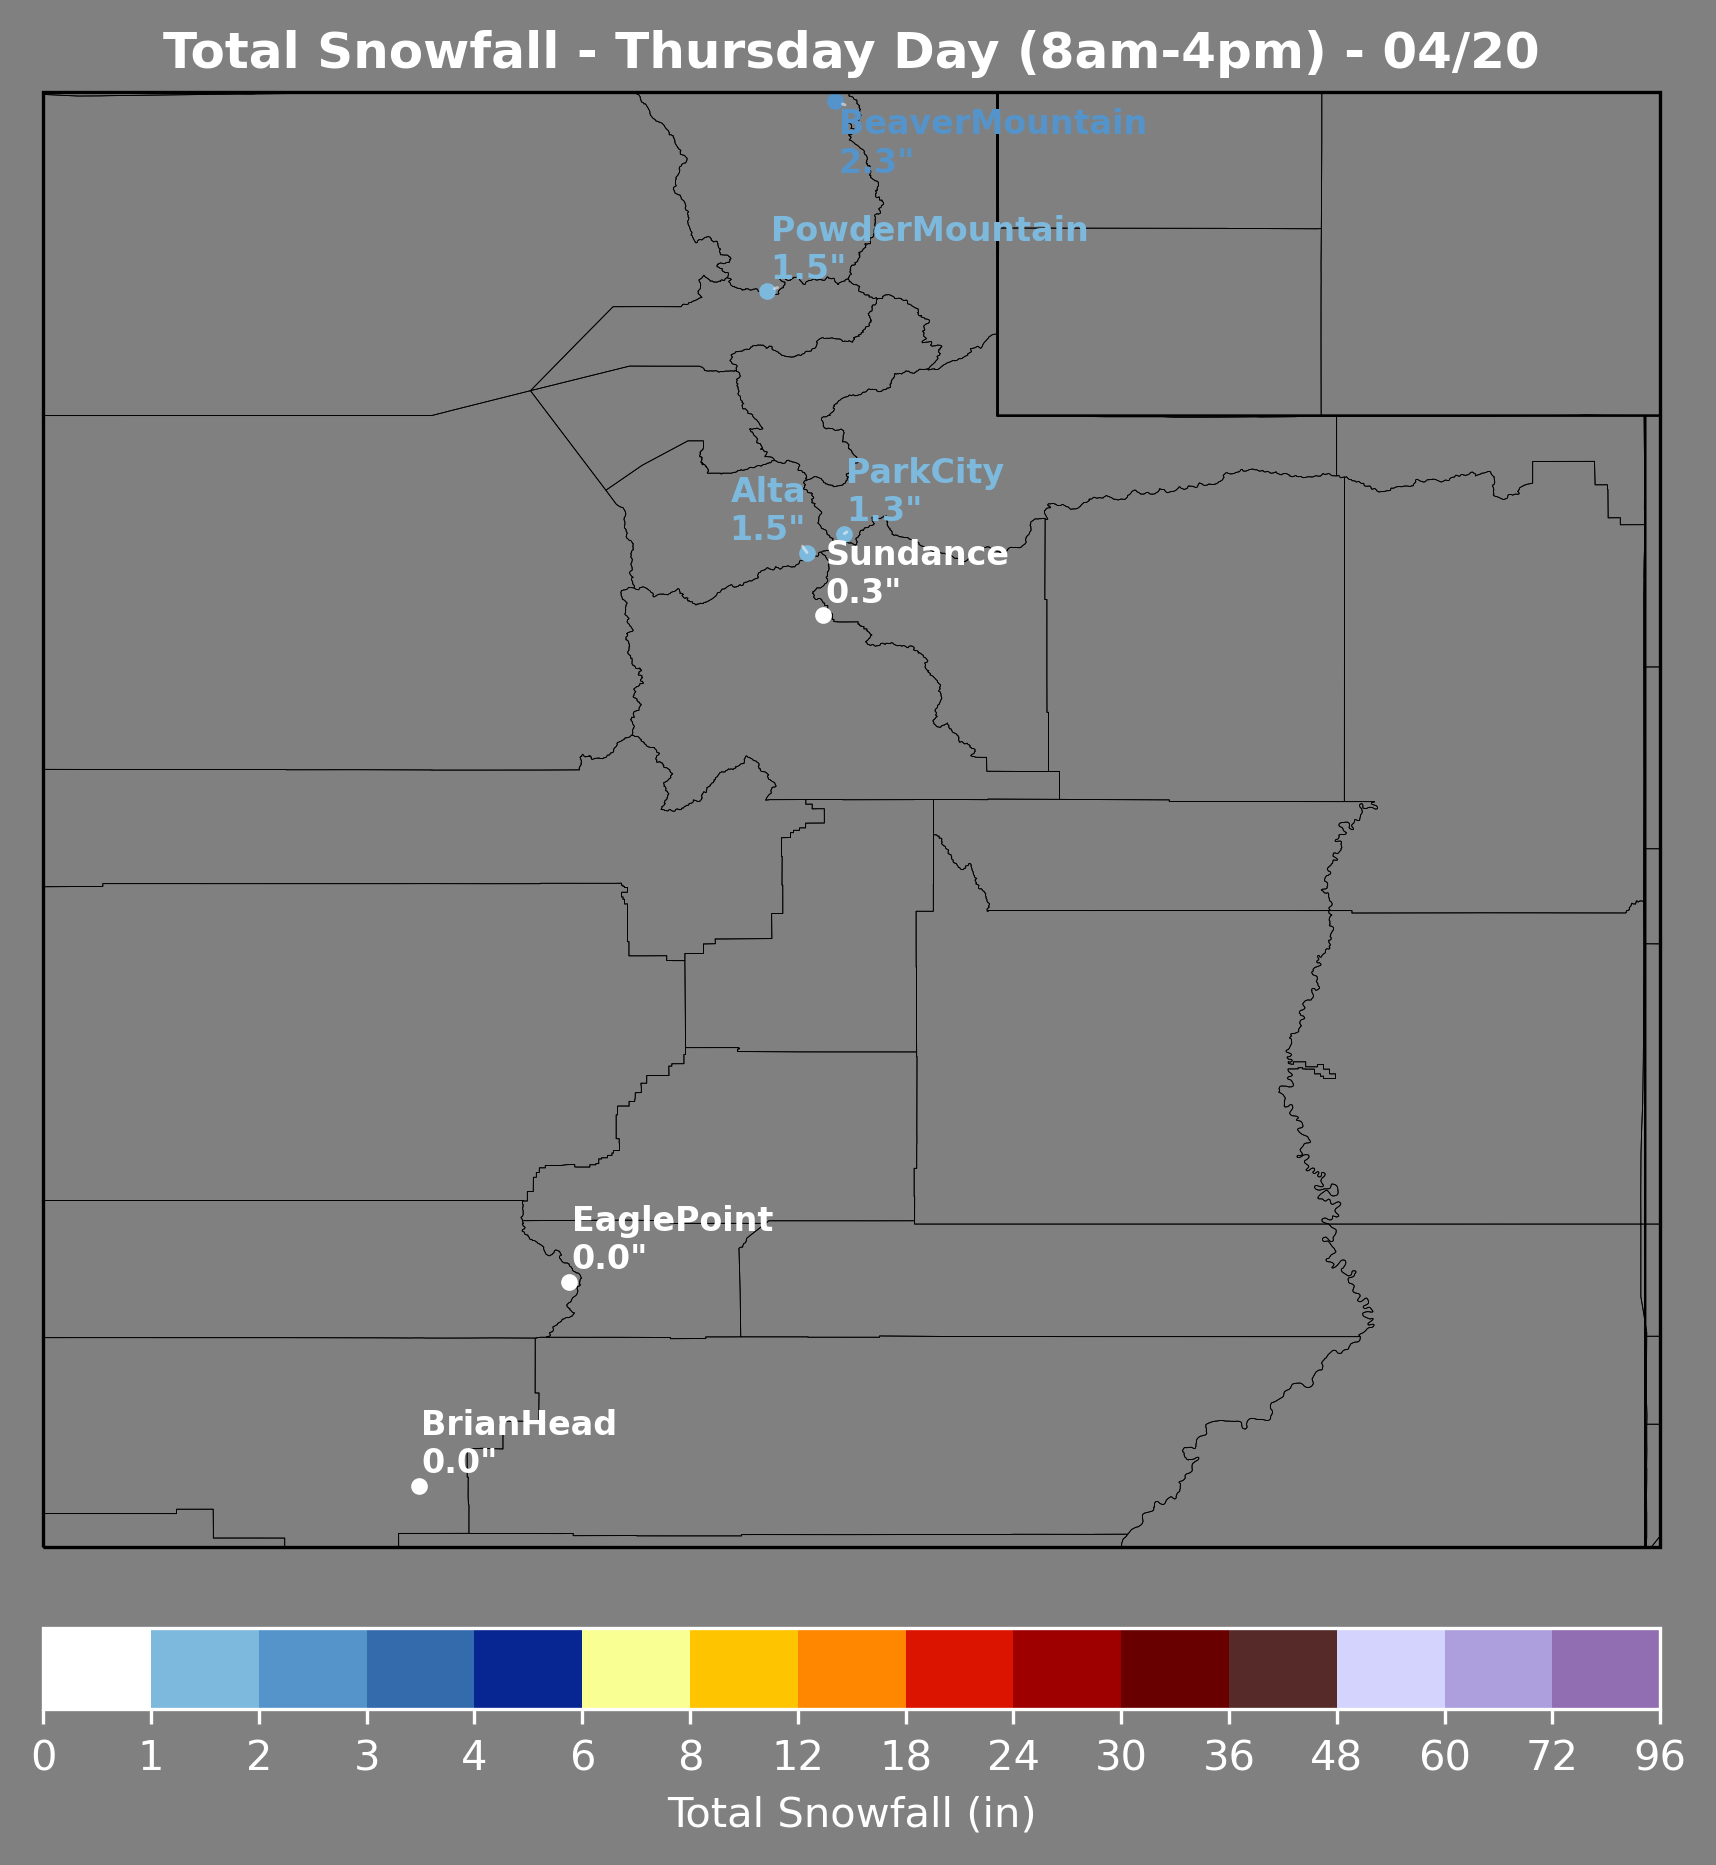 Total Snowfall - Thursday Day (8am-4pm) - 04/20
BeaverMountain
2.3"
PowderMountain
1.5"
ParkCity
1.3"
Alta
1.5"
Sundance
0.3"
EaglePoint
0.0"
BrianHead
0.0"
0 1 2 3 4 6 8 12 18 24 30 36 48 60 72 96
Total Snowfall (in)